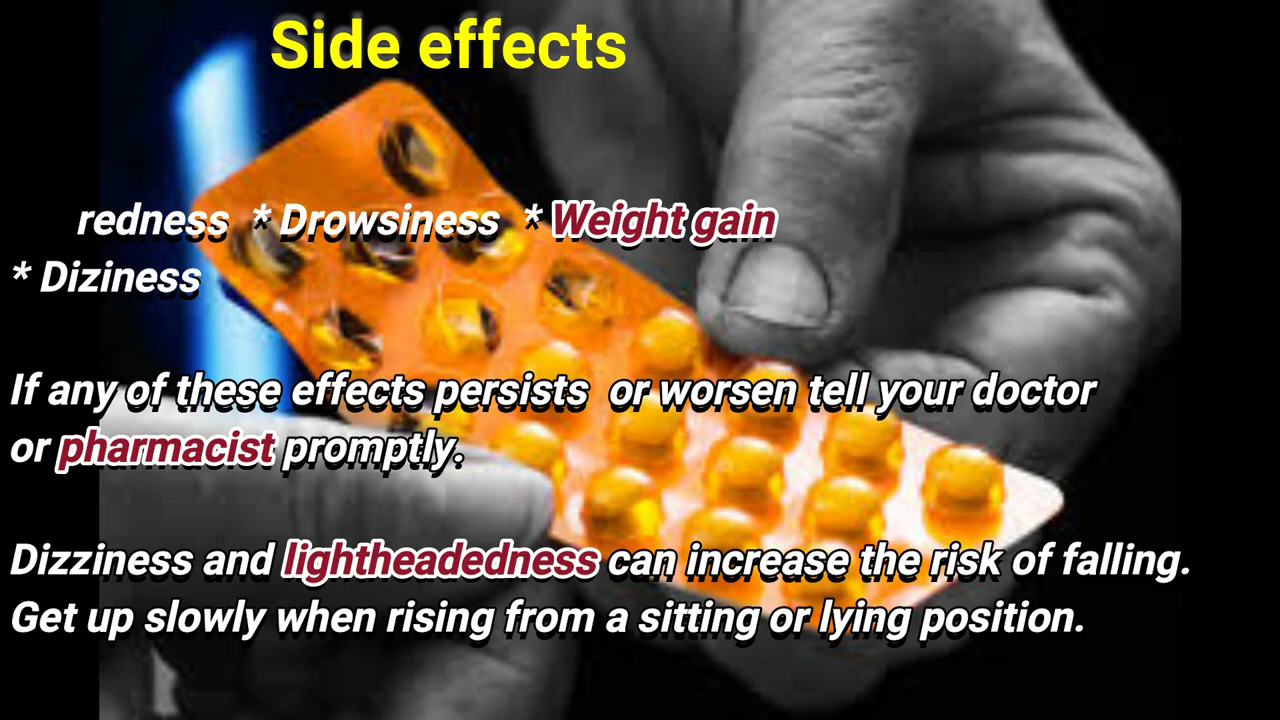 Side effects
redness * Drowsiness * Weight gain
* Diziness
If any of these effects persists or worsen tell your doctor
or pharmacist promptly.
Dizziness and lightheadedness can increase the risk of falling.
Get up slowly when rising from a sitting or lying position.